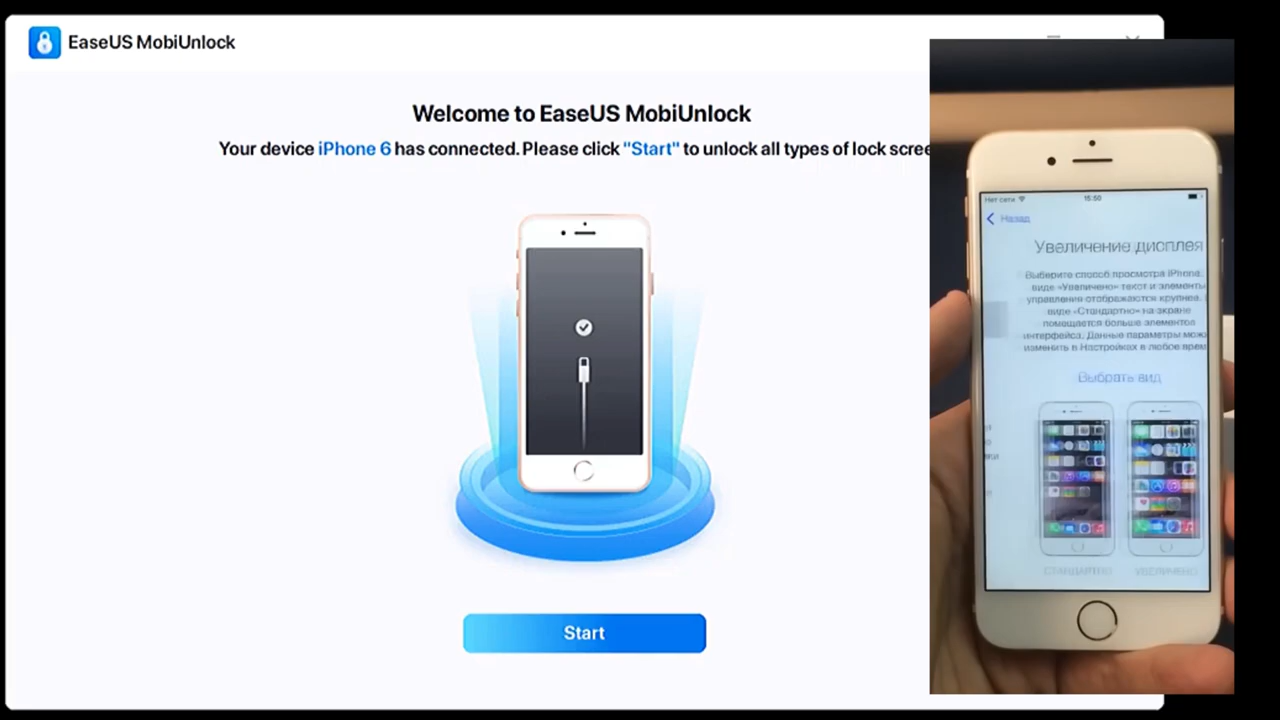 EaseUS MobiUnlock
Welcome to EaseUS MobiUnlock
Your device iPhone 6 has connected. Please click "Start" to unlock all types of lock scree
Start
Нет сети 15:50
Назад
Увеличение дисплея
Выберите способ просмотра iPhone.
виде «Увеличено» текст и элементы
управления отображаются крупнее.
виде «Стандартно» на экране
помещается больше элементов
интерфейса. Данные параметры можн
изменить в Настройках в любое врем
Выбрать вид
СТАНДАРТНО УВЕЛИЧЕНО